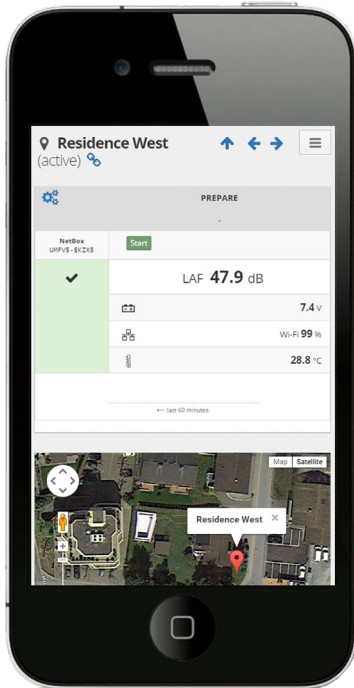 Residence West
(active)
PREPARE
.
NetBox
Start
LAF 47.9 dB
7.4 V
Wi-Fi 99 %
28.8 °C
⟵ last 60 minutes
Map Satellite
Residence West ×